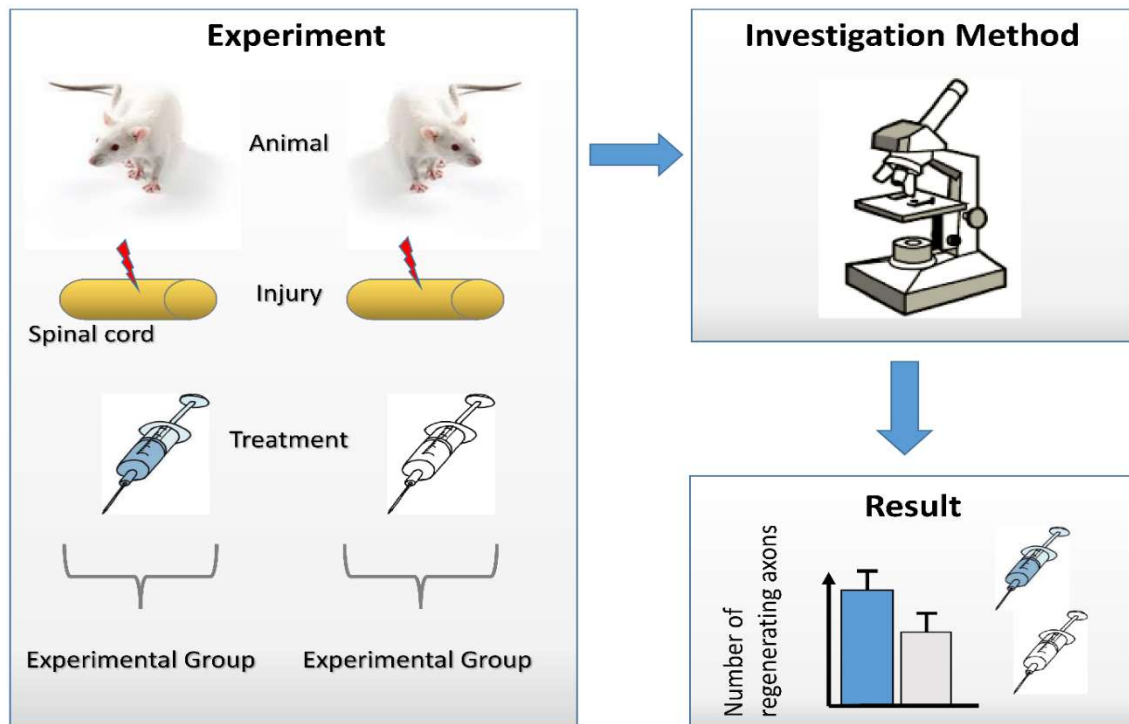 Experiment
Animal
Injury
Spinal cord
Treatment
Experimental Group
Experimental Group
Investigation Method
Result
Number of
regenerating axons